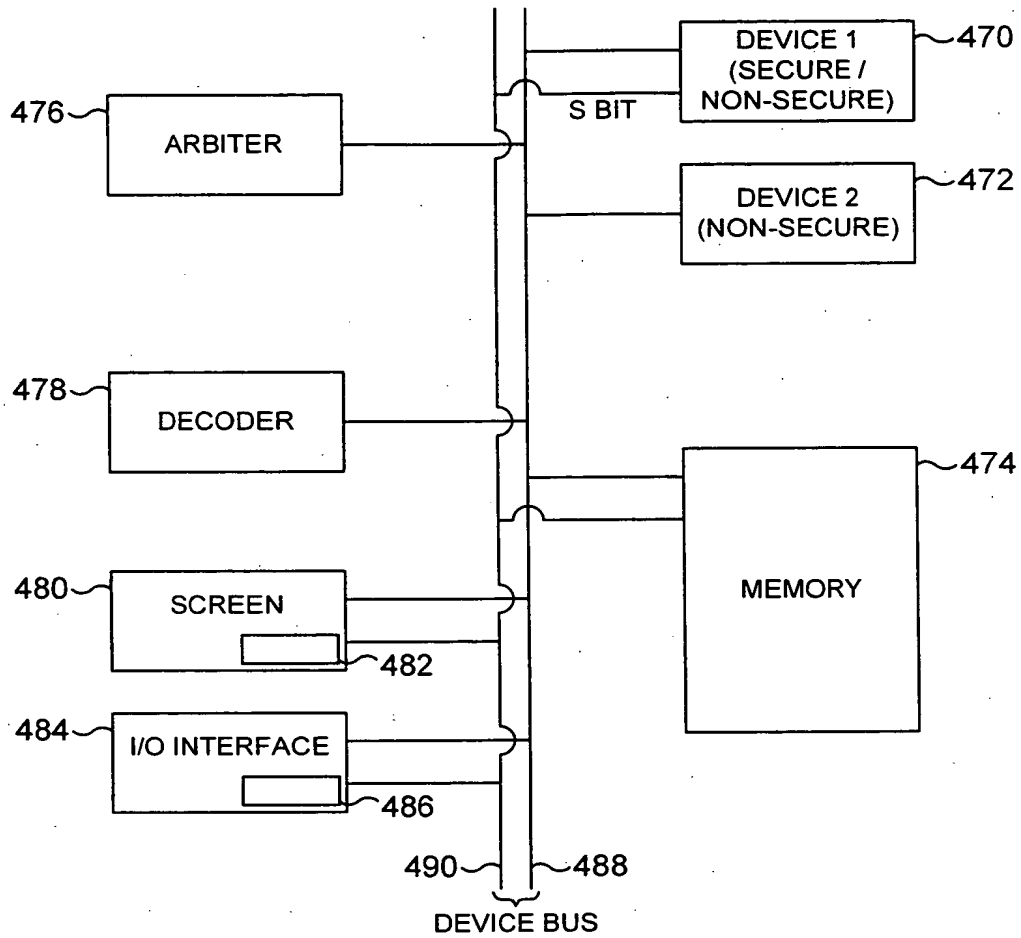 DEVICE 1
(SECURE /
NON-SECURE)
470
S BIT
476
ARBITER
DEVICE 2
(NON-SECURE)
472
478
DECODER
474
MEMORY
480
SCREEN
482
484
I/O INTERFACE
486
490
488
DEVICE BUS